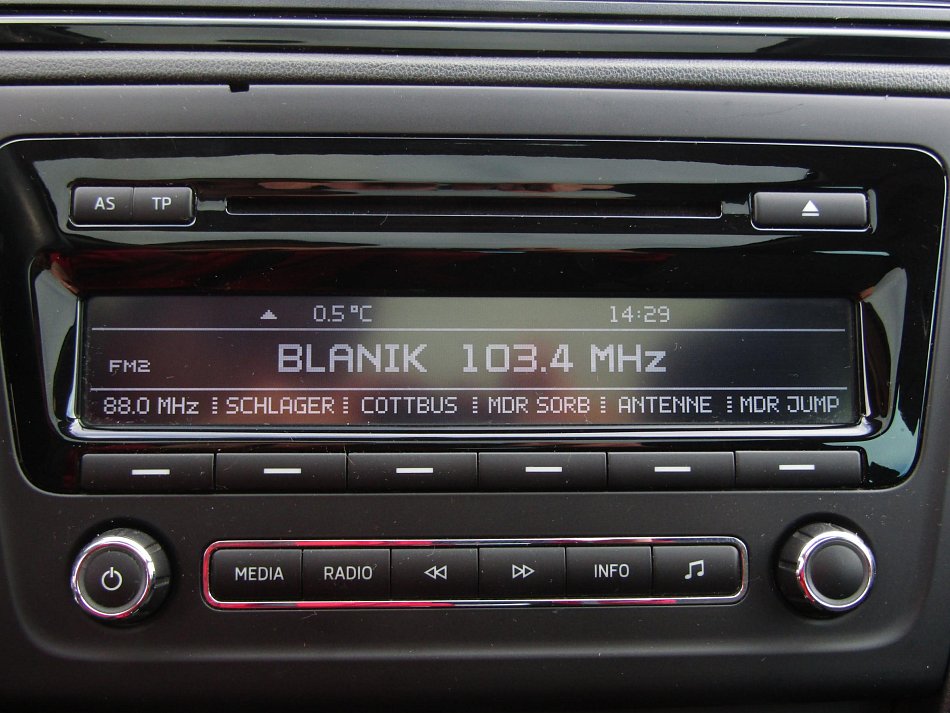 AS TP
0.5°C 14:29
FM2 BLANIK 103.4 MHz
88.0 MHz SCHLAGER COTTBUS MDR SORB ANTENNE MDR JUMP
MEDIA RADIO INFO